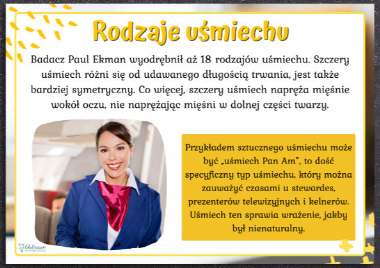 Rodzaje uśmiechu
Badacz Paul Ekman wyodrębnił aż 18 rodzajów uśmiechu. Szczery
uśmiech różni się od udawanego długością trwania, jest także
bardziej symetryczny. Co więcej, szczery uśmiech napręża mięśnie
wokół oczu, nie naprężając mięśni w dolnej części twarzy.
Przykładem sztucznego uśmiechu może
być „uśmiech Pan Am”, to dość
specyficzny typ uśmiechu, który można
zauważyć czasami u stewardes,
prezenterów telewizyjnych i kelnerów.
Uśmiech ten sprawia wrażenie, jakby
był nienaturalny.